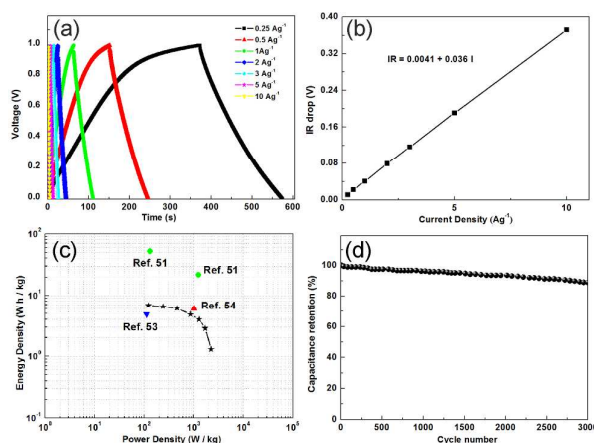 (a)
0.25 Ag⁻¹
0.5 Ag⁻¹
1Ag⁻¹
2 Ag⁻¹
3 Ag⁻¹
5 Ag⁻¹
10 Ag⁻¹
Voltage (V)
1.0
0.8
0.6
0.4
0.2
0.0
0 100 200 300 400 500 600
Time (s)
(b)
IR = 0.0041 + 0.036 I
IR drop (V)
0.40
0.32
0.24
0.16
0.08
0.00
0 5 10
Current Density (Ag⁻¹)
(c)
Ref. 51
Ref. 51
Ref. 54
Ref. 53
Energy Density (W h / kg)
10²
10¹
10⁰
10⁻¹
10⁰ 10¹ 10² 10³ 10⁴ 10⁵
Power Density (W / kg)
(d)
Capacitance retention (%)
100
80
60
40
20
0
0 500 1000 1500 2000 2500 3000
Cycle number